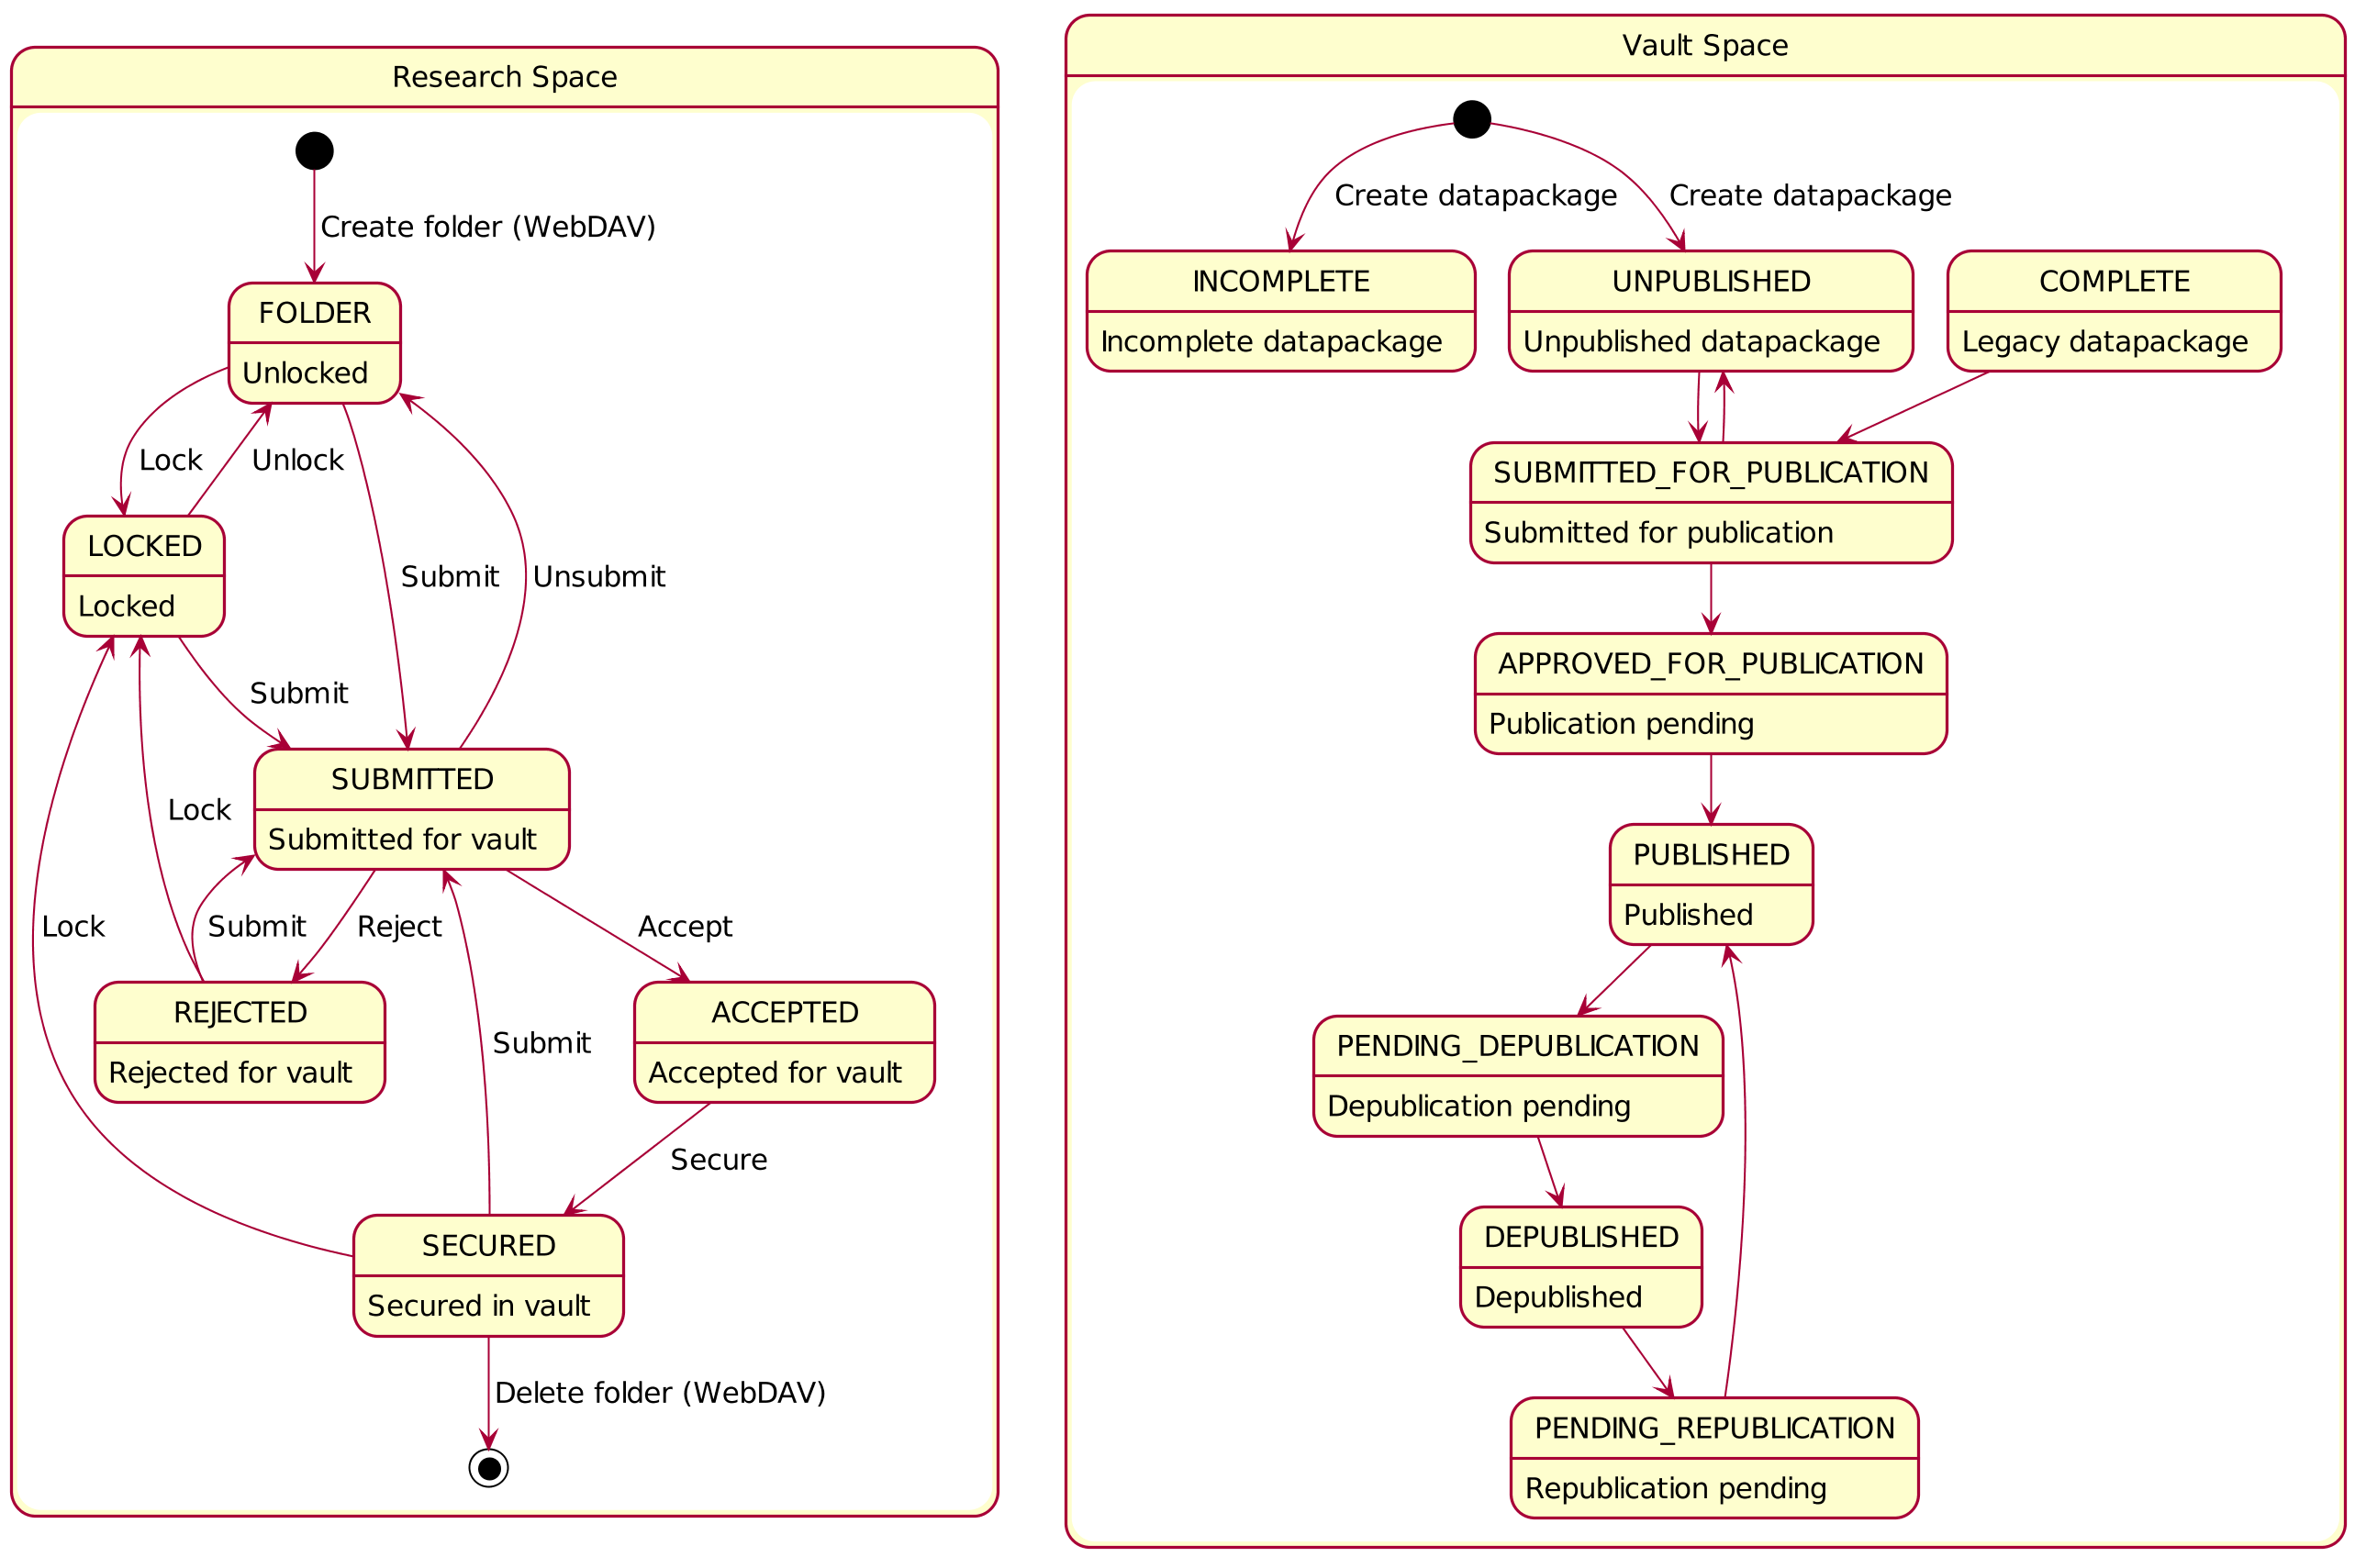 Research Space
Create folder (WebDAV)
FOLDER
Unlocked
Lock
Unlock
LOCKED
Locked
Submit
Unsubmit
Submit
SUBMITTED
Submitted for vault
Lock
Lock
Submit
Reject
Accept
REJECTED
Rejected for vault
ACCEPTED
Accepted for vault
Submit
Secure
SECURED
Secured in vault
Delete folder (WebDAV)
Vault Space
Create datapackage
Create datapackage
INCOMPLETE
Incomplete datapackage
UNPUBLISHED
Unpublished datapackage
COMPLETE
Legacy datapackage
SUBMITTED_FOR_PUBLICATION
Submitted for publication
APPROVED_FOR_PUBLICATION
Publication pending
PUBLISHED
Published
PENDING_DEPUBLICATION
Depublication pending
DEPUBLISHED
Depublished
PENDING_REPUBLICATION
Republication pending